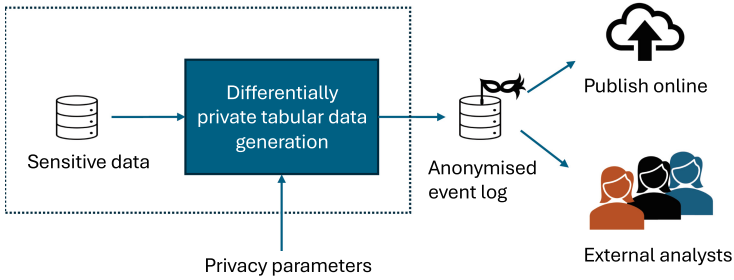 Sensitive data
Differentially
private tabular data
generation
Privacy parameters
Anonymised
event log
Publish online
External analysts